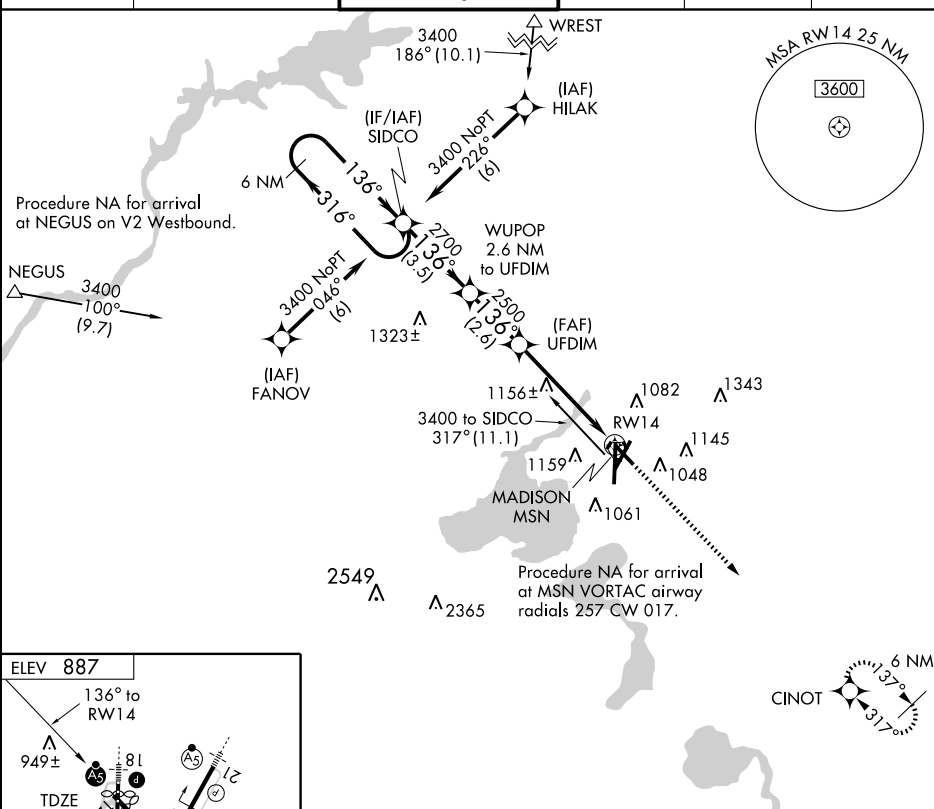 WREST
3400
186° (10.1)
(IAF)
HILAK
MSA RW14 25 NM
3600
(IF/IAF)
SIDCO
3400 NoPT
226°
(6)
6 NM
136°
316°
Procedure NA for arrival
at NEGUS on V2 Westbound.
2700
136°
(3.5)
WUPOP
2.6 NM
to UFDIM
NEGUS
3400
100°
(9.7)
3400 NoPT
046°
(6)
2500
136°
(2.6)
(FAF)
UFDIM
1323±
(IAF)
FANOV
1156±
1082
1343
3400 to SIDCO
317° (11.1)
RW14
1145
1159
1048
MADISON
MSN
1061
Procedure NA for arrival
at MSN VORTAC airway
radials 257 CW 017.
2549
2365
ELEV 887
136° to
RW14
949±
A5
18
P
A5
21
P
TDZE
CINOT
6 NM
137°
317°